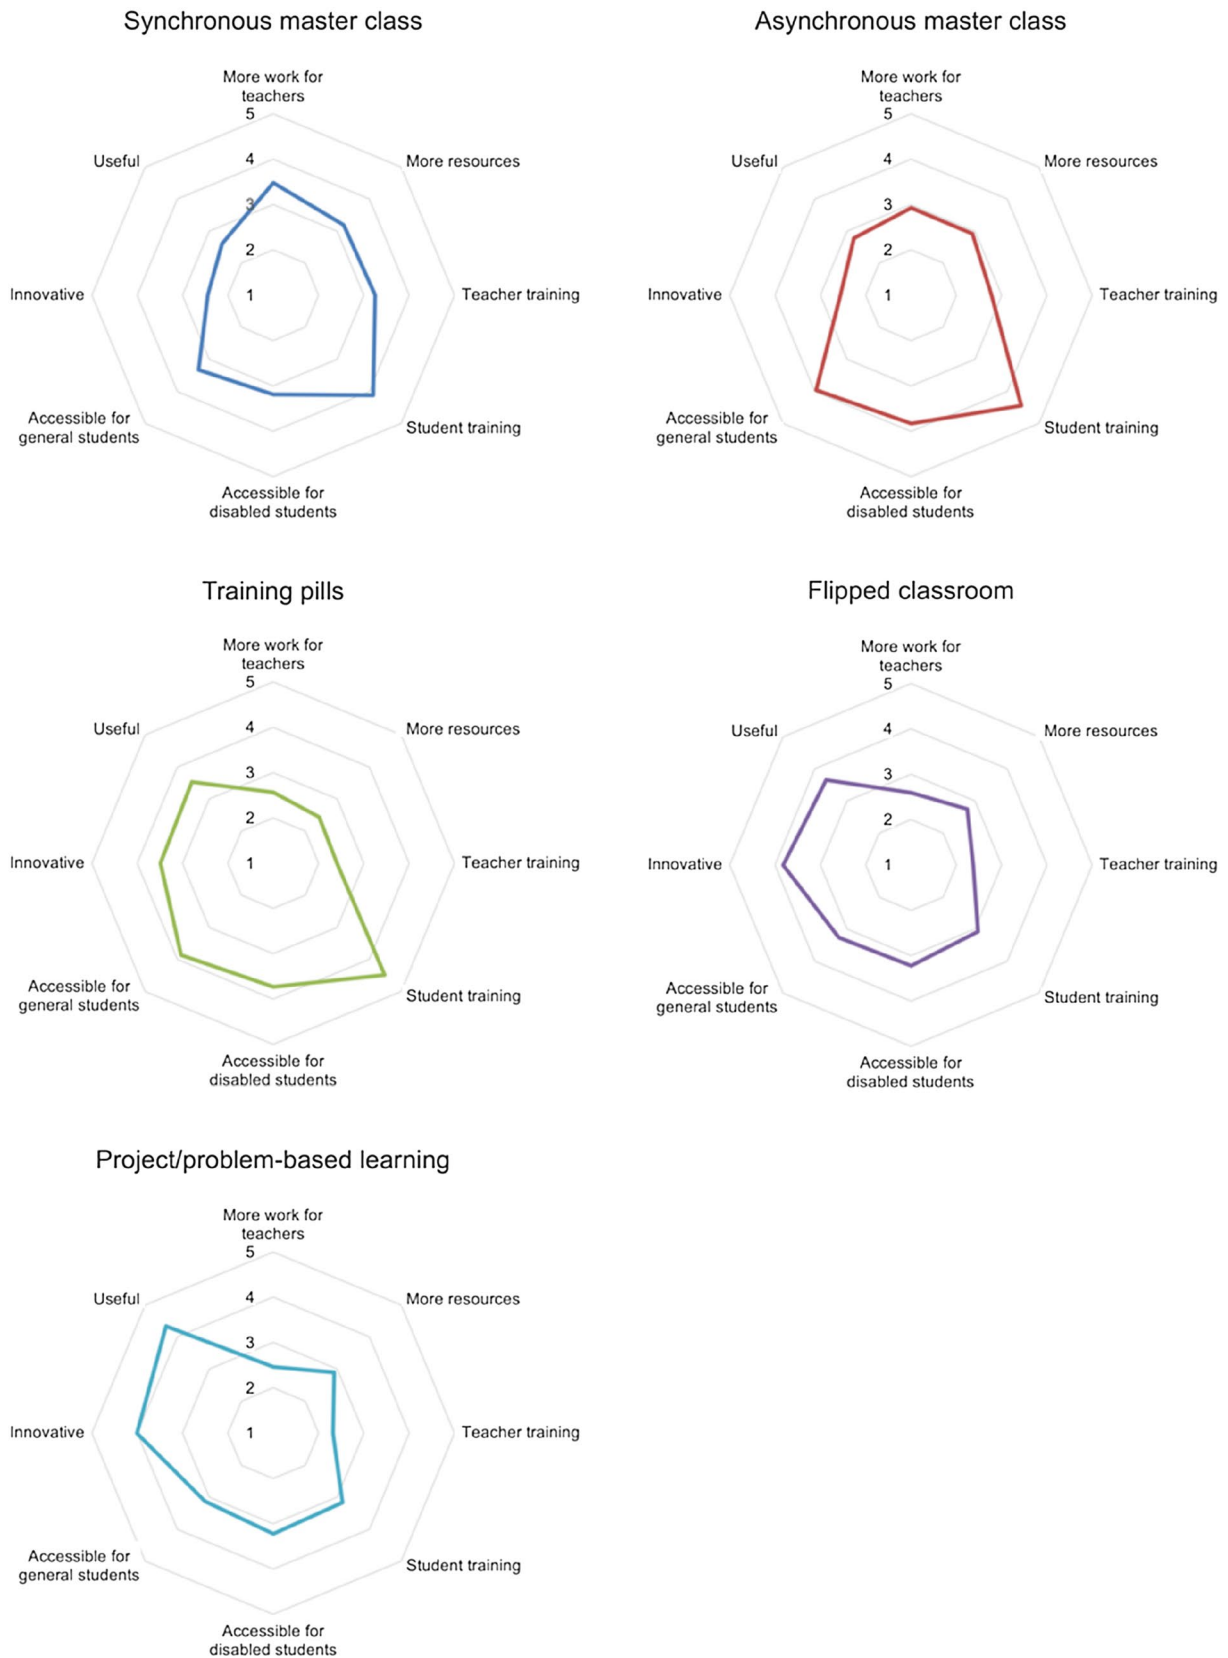 Synchronous master class
More work for
teachers
5
Useful
More resources
4
3
2
Innovative
1
Teacher training
Accessible for
general students
Student training
Accessible for
disabled students
Asynchronous master class
More work for
teachers
5
Useful
More resources
4
3
2
Innovative
1
Teacher training
Accessible for
general students
Student training
Accessible for
disabled students
Training pills
More work for
teachers
5
Useful
More resources
4
3
2
Innovative
1
Teacher training
Accessible for
general students
Student training
Accessible for
disabled students
Flipped classroom
More work for
teachers
5
Useful
More resources
4
3
2
Innovative
1
Teacher training
Accessible for
general students
Student training
Accessible for
disabled students
Project/problem-based learning
More work for
teachers
5
Useful
More resources
4
3
2
Innovative
1
Teacher training
Accessible for
general students
Student training
Accessible for
disabled students